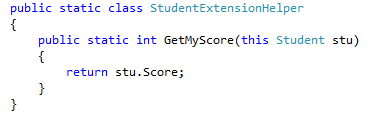 public static class StudentExtensionHelper
{
    public static int GetMyScore(this Student stu)
    {
        return stu.Score;
    }
}